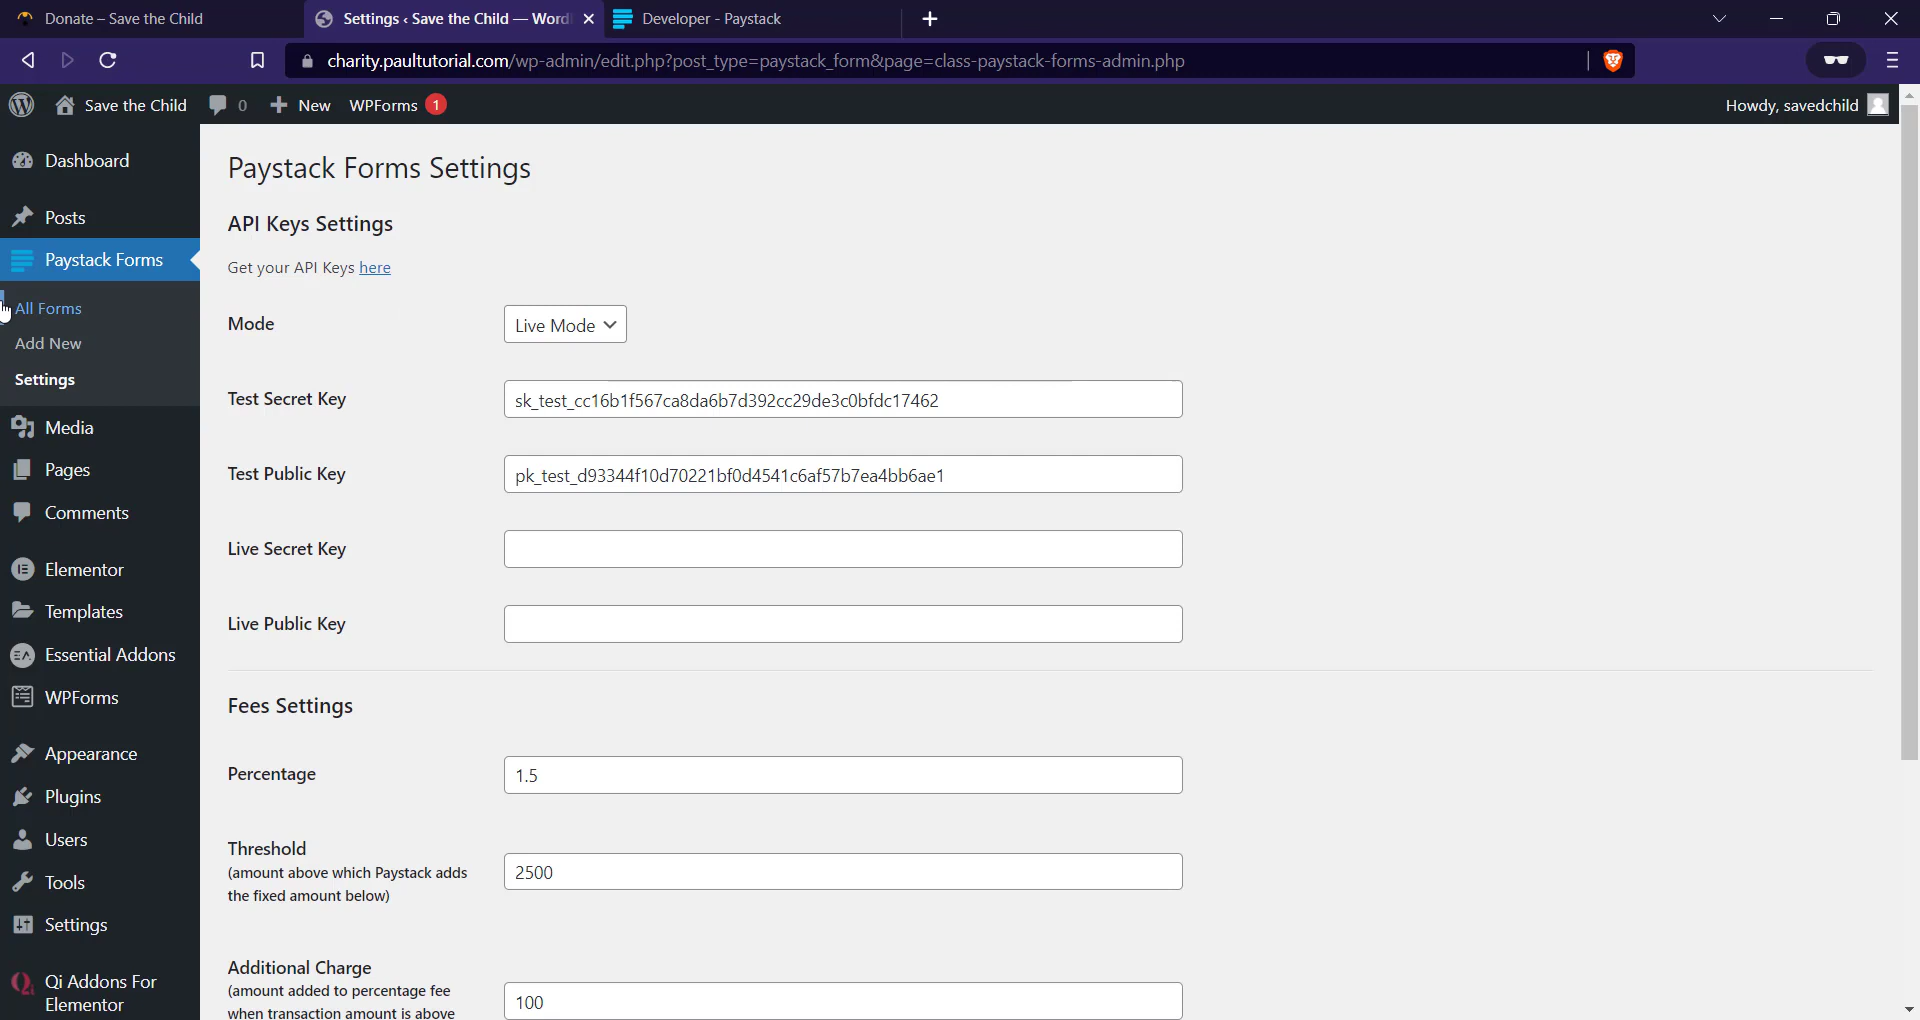 Donate – Save the Child
Settings ‹ Save the Child — Word
Developer - Paystack
charity.paultutorial.com/wp-admin/edit.php?post_type=paystack_form&page=class-paystack-forms-admin.php
Save the Child
0
New
WPForms
1
Howdy, savedchild
Dashboard
Posts
Paystack Forms
All Forms
Add New
Settings
Media
Pages
Comments
Elementor
Templates
Essential Addons
WPForms
Appearance
Plugins
Users
Tools
Settings
Qi Addons For
Elementor
Paystack Forms Settings
API Keys Settings
Get your API Keys here
Mode
Live Mode
Test Secret Key
sk_test_cc16b1f567ca8da6b7d392cc29de3c0bfdc17462
Test Public Key
pk_test_d93344f10d70221bf0d4541c6af57b7ea4bb6ae1
Live Secret Key
Live Public Key
Fees Settings
Percentage
1.5
Threshold
(amount above which Paystack adds
the fixed amount below)
2500
Additional Charge
(amount added to percentage fee
when transaction amount is above
100